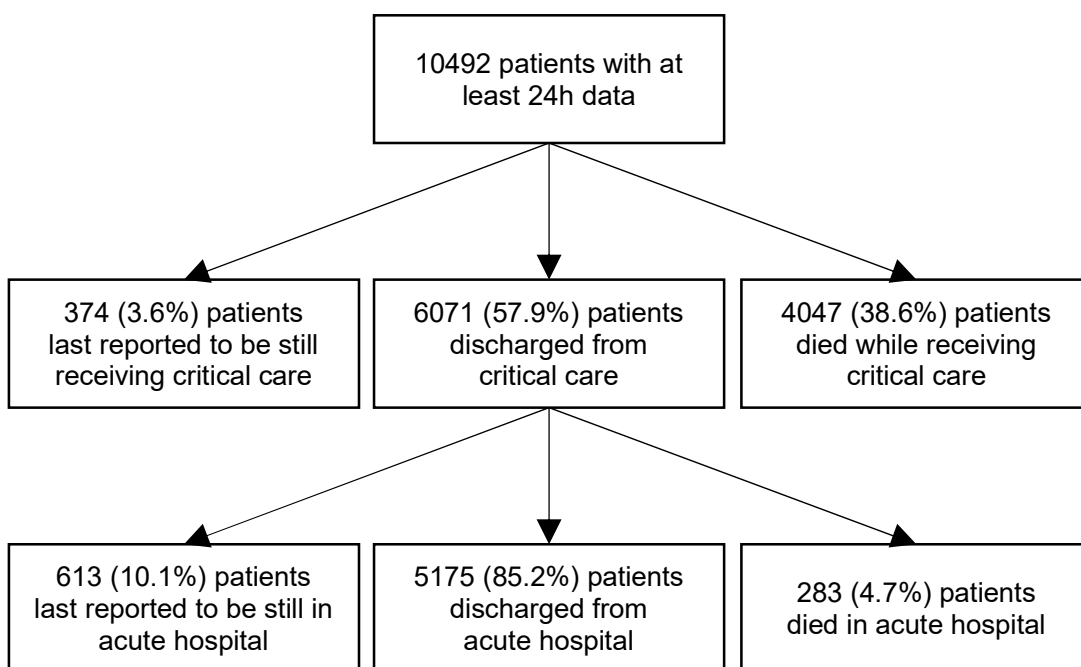 10492 patients with at
least 24h data
374 (3.6%) patients
last reported to be still
receiving critical care
6071 (57.9%) patients
discharged from
critical care
4047 (38.6%) patients
died while receiving
critical care
613 (10.1%) patients
last reported to be still in
acute hospital
5175 (85.2%) patients
discharged from
acute hospital
283 (4.7%) patients
died in acute hospital